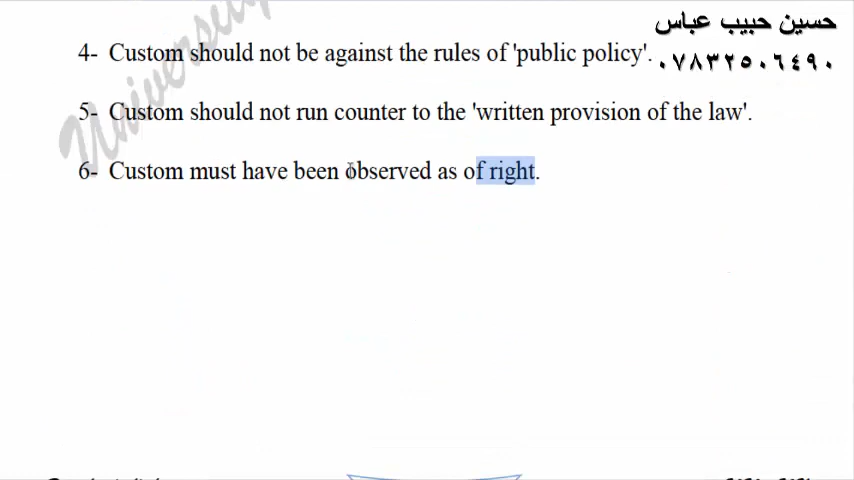 حسين حبيب عباس
٠٧٨٣٢٥٠٦٤٩٠
4- Custom should not be against the rules of 'public policy'.
5- Custom should not run counter to the 'written provision of the law'.
6- Custom must have been observed as of right.